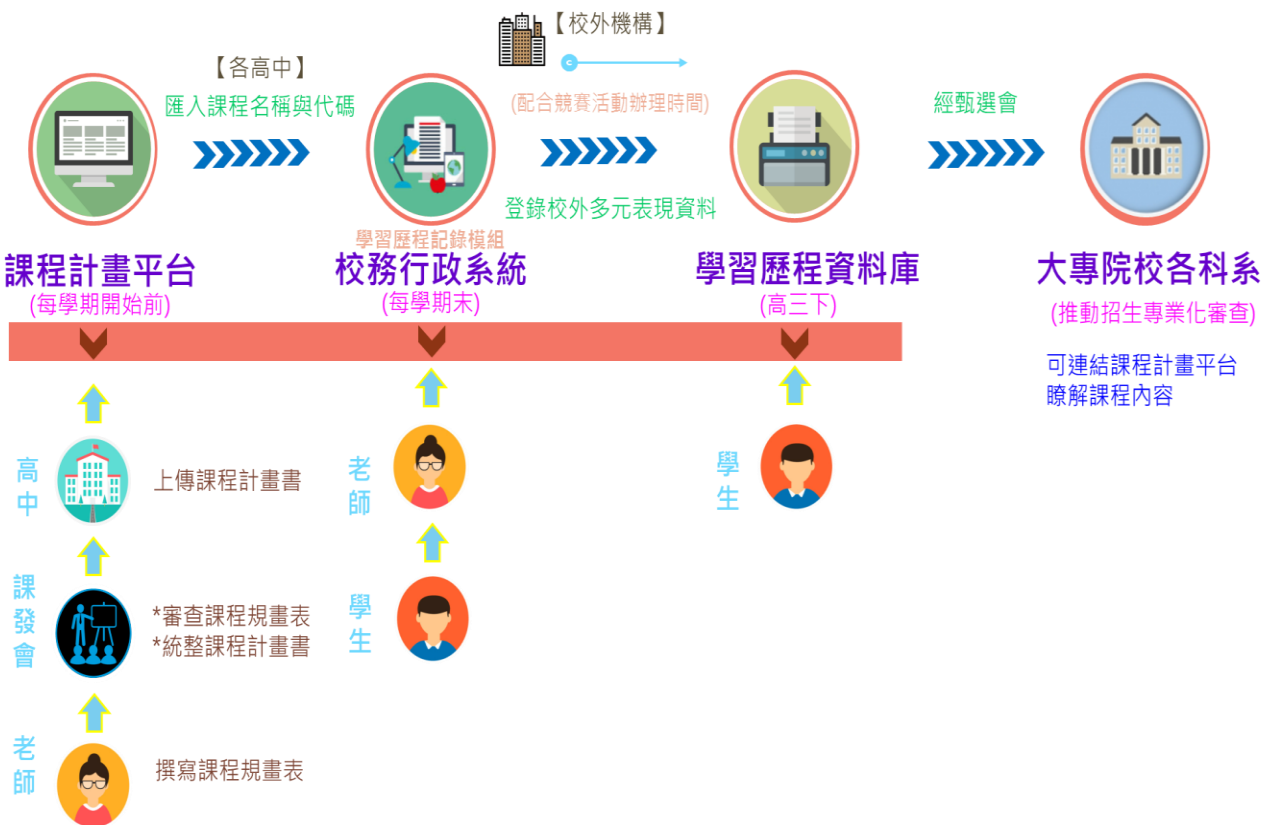 【校外機構】
【各高中】
匯入課程名稱與代碼
C
(配合競賽活動辦理時間)
經甄選會
登錄校外多元表現資料
學習歷程記錄模組
課程計畫平台
(每學期開始前)
校務行政系統
(每學期末)
學習歷程資料庫
(高三下)
大專院校各科系
(推動招生專業化審查)
可連結課程計畫平台
瞭解課程內容
高中
上傳課程計畫書
老師
學生
課發會
*審查課程規畫表
*統整課程計畫書
學生
老師
撰寫課程規畫表